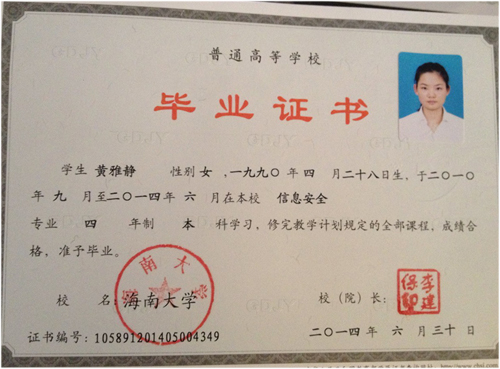 普通高等学校
毕业证书
学生 黄雅静 性别 女 ,一九九〇年 四 月二十八日生，于二〇一〇
年 九 月至二〇一四年 六 月在本校 信息安全
专业 四 年制 本 科学习，修完教学计划规定的全部课程，成绩合
格，准予毕业。
校 名：海南大学
校（院）长：
李建保
二〇一四年 六 月三十日
证书编号：105891201405004349